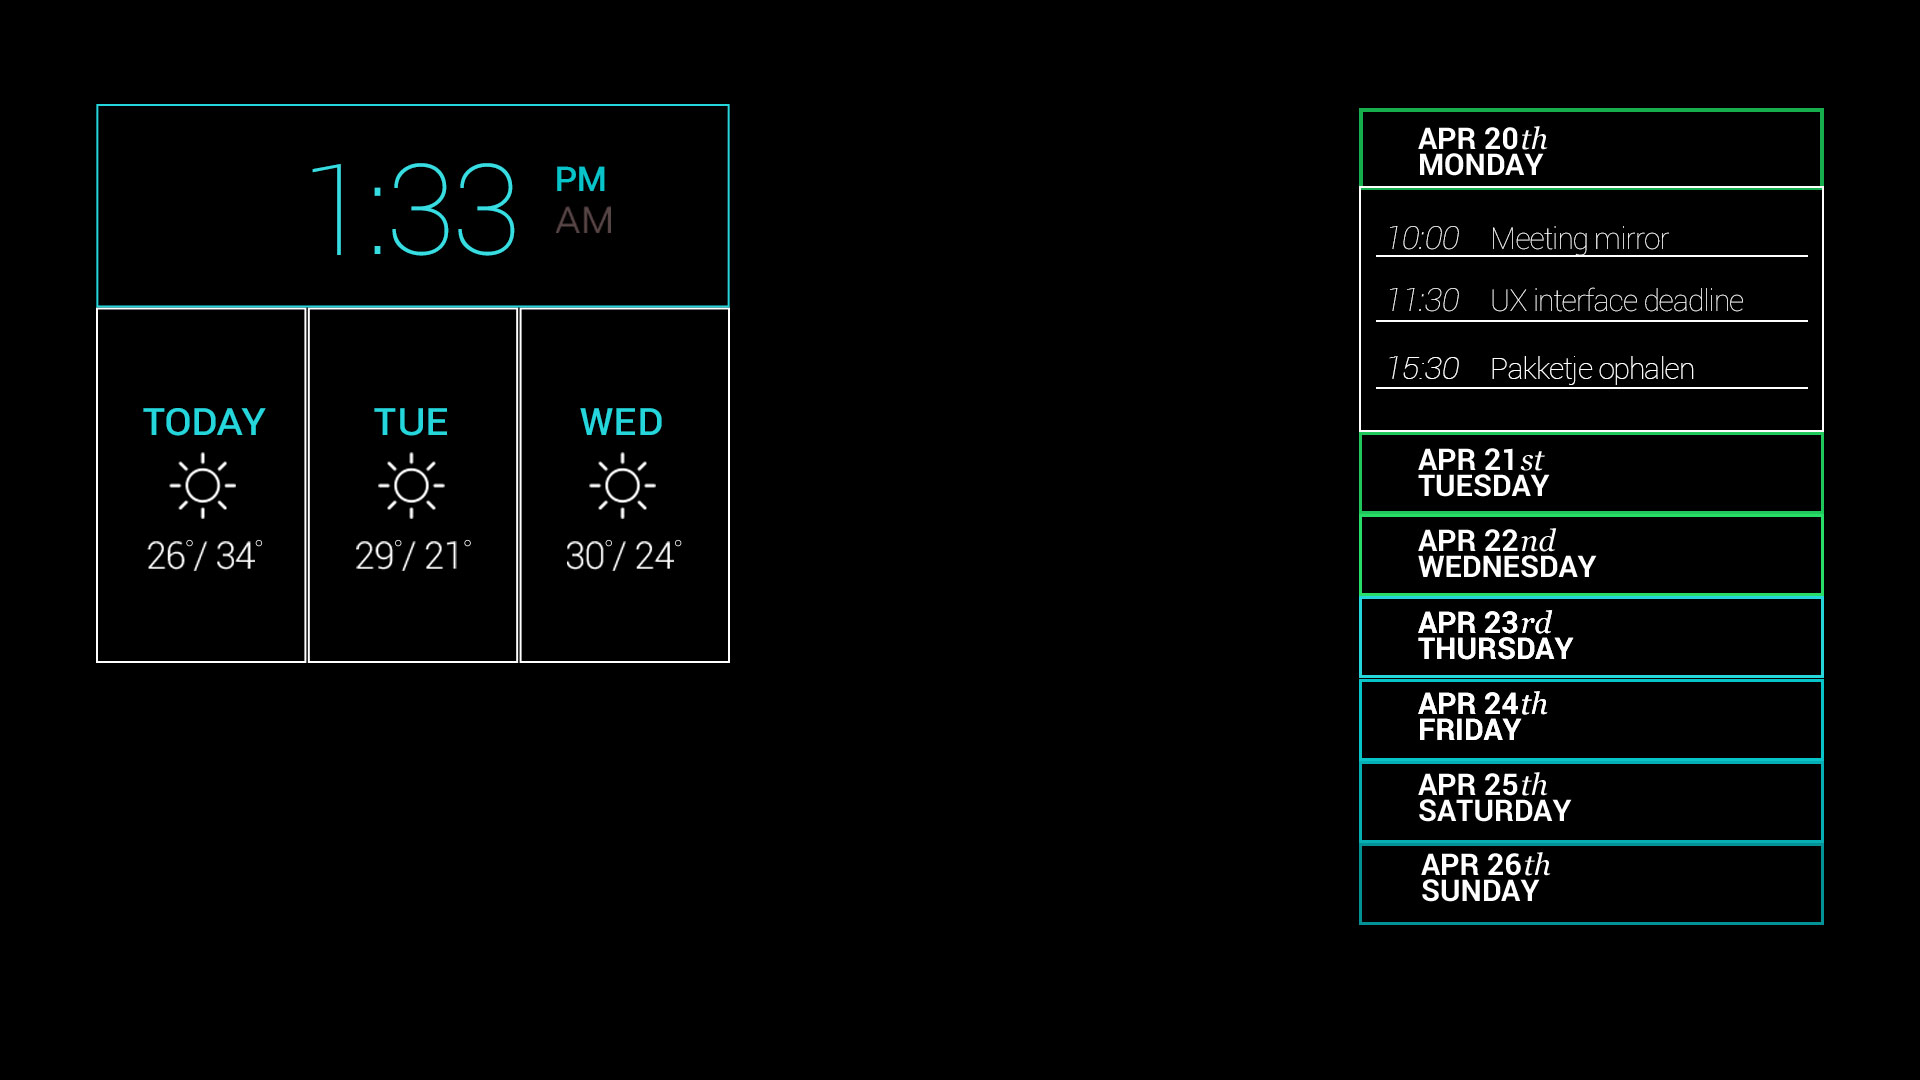 1:33 PM
AM
TODAY
26°/ 34°
TUE
29°/ 21°
WED
30°/ 24°
APR 20th
MONDAY
10:00 Meeting mirror
11:30 UX interface deadline
15:30 Pakketje ophalen
APR 21st
TUESDAY
APR 22nd
WEDNESDAY
APR 23rd
THURSDAY
APR 24th
FRIDAY
APR 25th
SATURDAY
APR 26th
SUNDAY